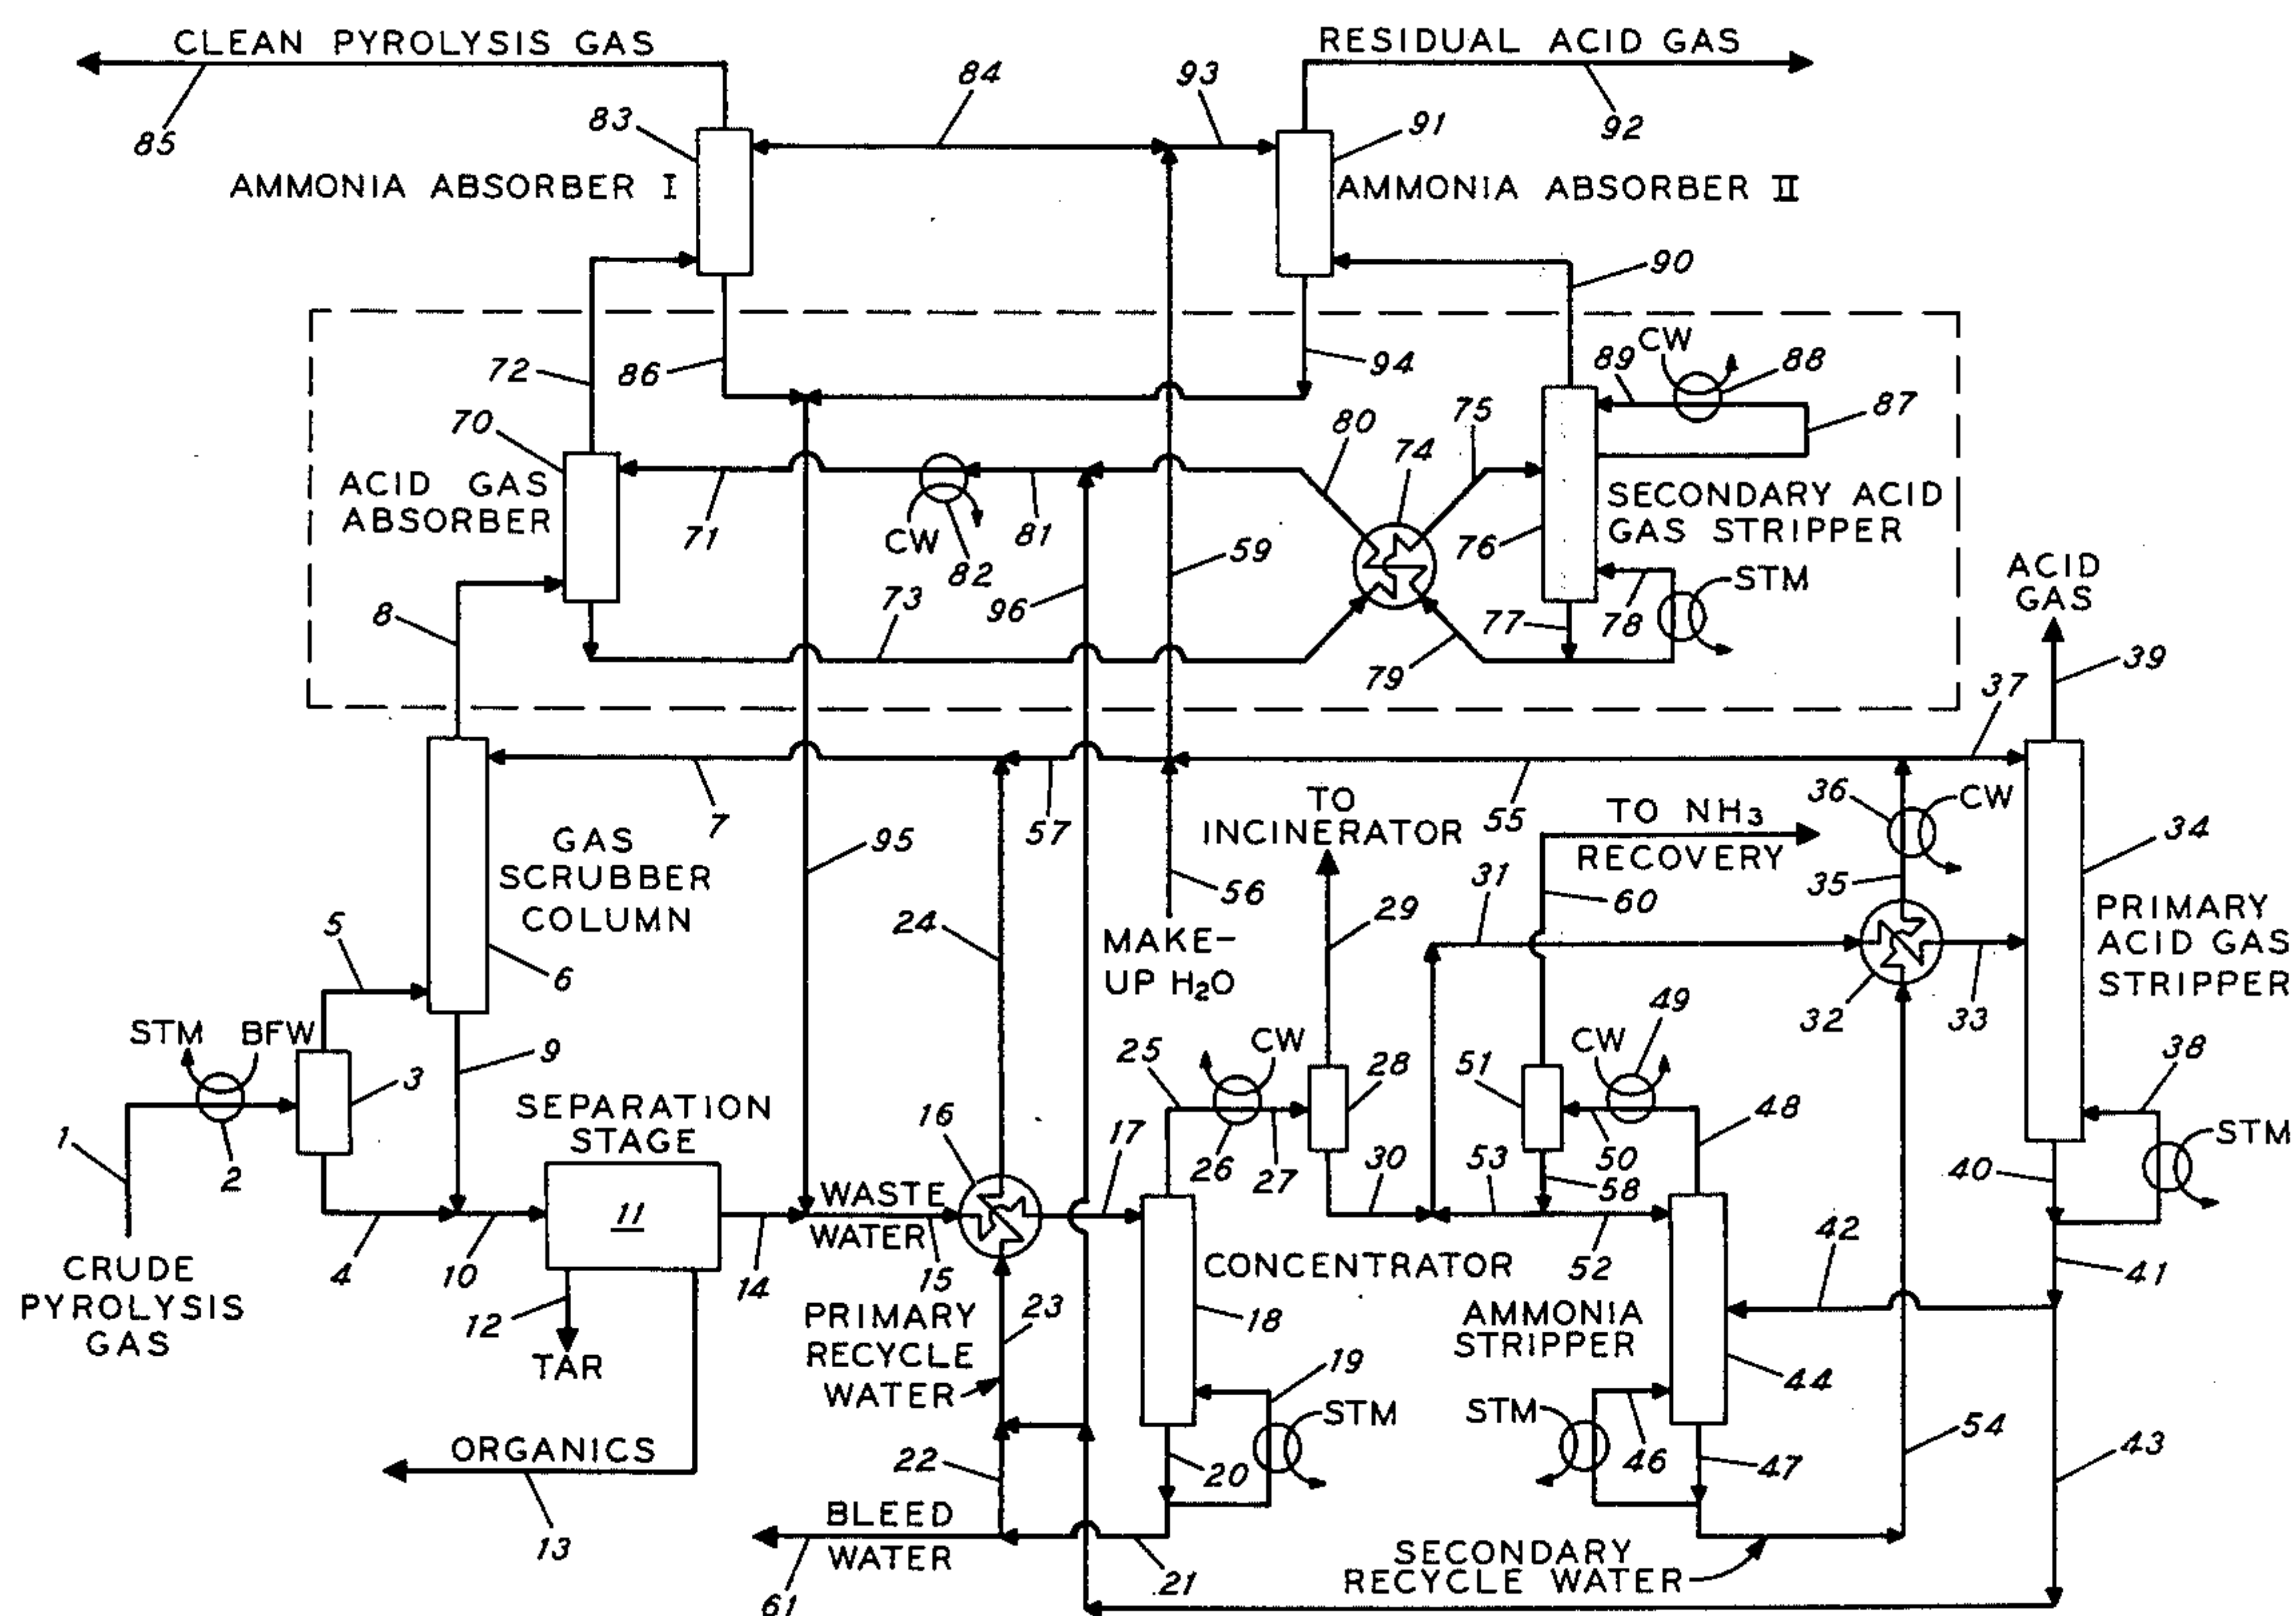 CLEAN PYROLYSIS GAS
RESIDUAL ACID GAS
85
84
93
92
83
91
AMMONIA ABSORBER I
AMMONIA ABSORBER II
90
72
86
94
CW
89
88
87
70
ACID GAS
ABSORBER
80
74
75
71
CW
82
81
59
76
SECONDARY ACID
GAS STRIPPER
8
73
96
79
77
78
STM
ACID
GAS
39
37
7
57
TO
INCINERATOR
55
TO NH3
RECOVERY
36
CW
34
GAS
SCRUBBER
COLUMN
95
56
31
60
35
5
6
24
MAKE-
UP H2O
29
32
33
PRIMARY
ACID GAS
STRIPPER
STM
BFW
9
3
SEPARATION
STAGE
16
17
25
CW
28
51
CW
49
48
38
STM
1
2
11
WASTE
WATER
26
27
30
53
58
50
40
CRUDE
PYROLYSIS
GAS
4
10
12
14
15
CONCENTRATOR
52
42
41
TAR
PRIMARY
RECYCLE
WATER
23
18
AMMONIA
STRIPPER
44
19
STM
STM
ORGANICS
13
22
20
46
47
54
43
BLEED
WATER
61
21
SECONDARY
RECYCLE WATER